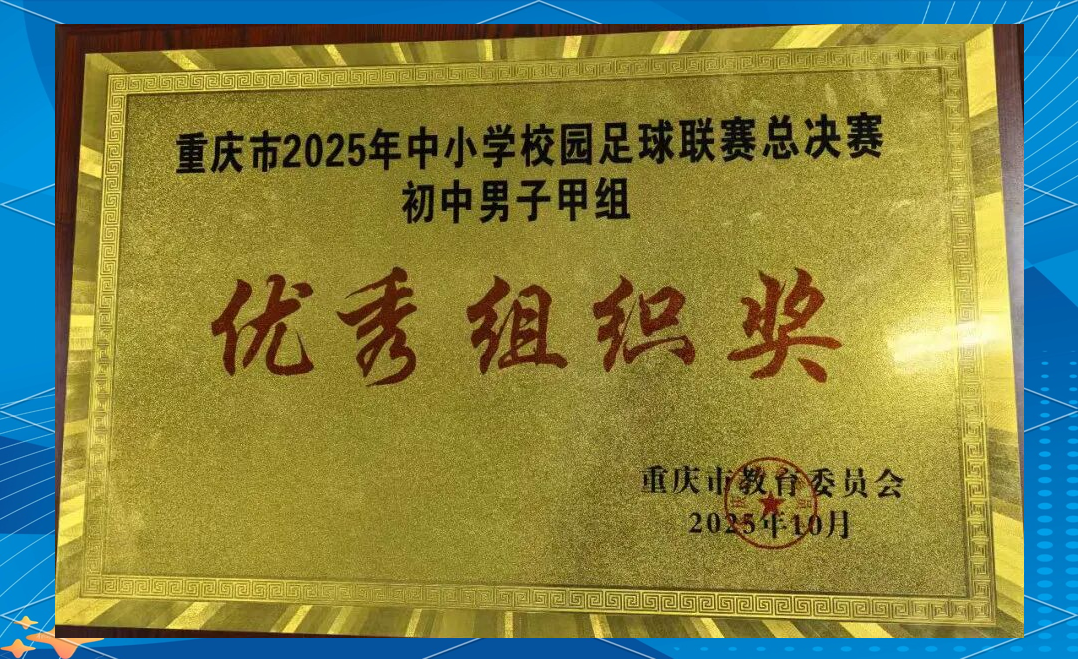 重庆市2025年中小学校园足球联赛总决赛
初中男子甲组
优秀组织奖
重庆市教育委员会
2025年10月